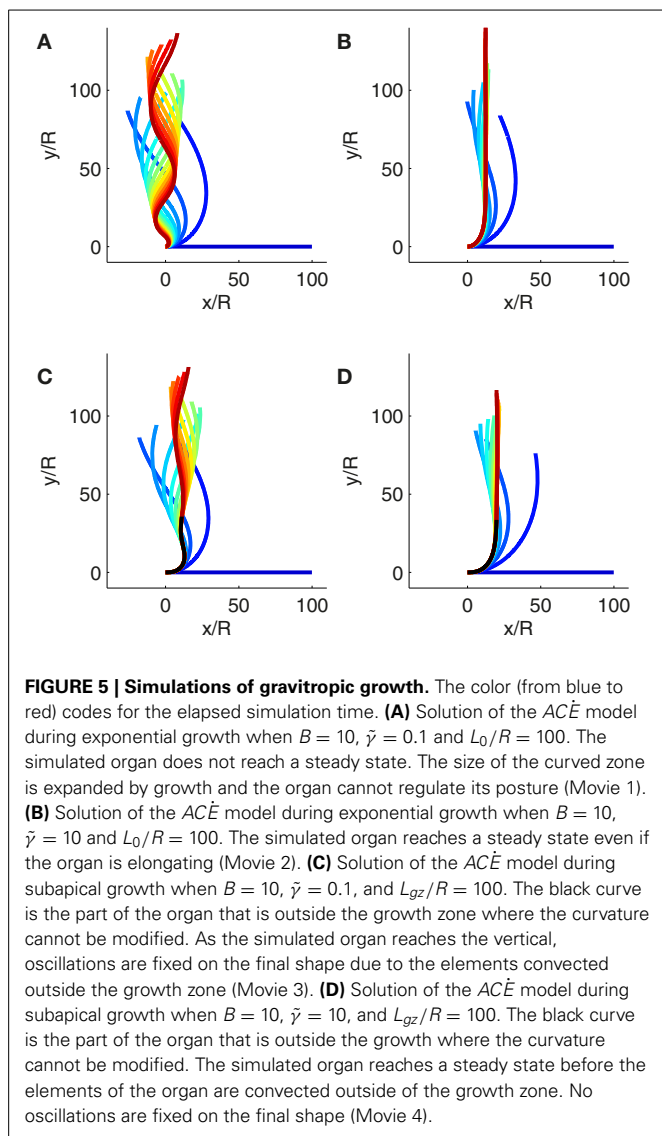 A
B
100
50
0
y/R
0
50
100
x/R
100
50
0
y/R
0
50
100
x/R
C
D
100
50
0
y/R
0
50
100
x/R
100
50
0
y/R
0
50
100
x/R
FIGURE 5 | Simulations of gravitropic growth. The color (from blue to
red) codes for the elapsed simulation time. (A) Solution of the ACĖ model
during exponential growth when B = 10, γ̃ = 0.1 and L₀/R = 100. The
simulated organ does not reach a steady state. The size of the curved zone
is expanded by growth and the organ cannot regulate its posture (Movie 1).
(B) Solution of the ACĖ model during exponential growth when B = 10,
γ̃ = 10 and L₀/R = 100. The simulated organ reaches a steady state even if
the organ is elongating (Movie 2). (C) Solution of the ACĖ model during
subapical growth when B = 10, γ̃ = 0.1, and Lgz/R = 100. The black curve
is the part of the organ that is outside the growth zone where the curvature
cannot be modified. As the simulated organ reaches the vertical,
oscillations are fixed on the final shape due to the elements convected
outside the growth zone (Movie 3). (D) Solution of the ACĖ model during
subapical growth when B = 10, γ̃ = 10, and Lgz/R = 100. The black curve
is the part of the organ that is outside the growth where the curvature
cannot be modified. The simulated organ reaches a steady state before the
elements of the organ are convected outside of the growth zone. No
oscillations are fixed on the final shape (Movie 4).